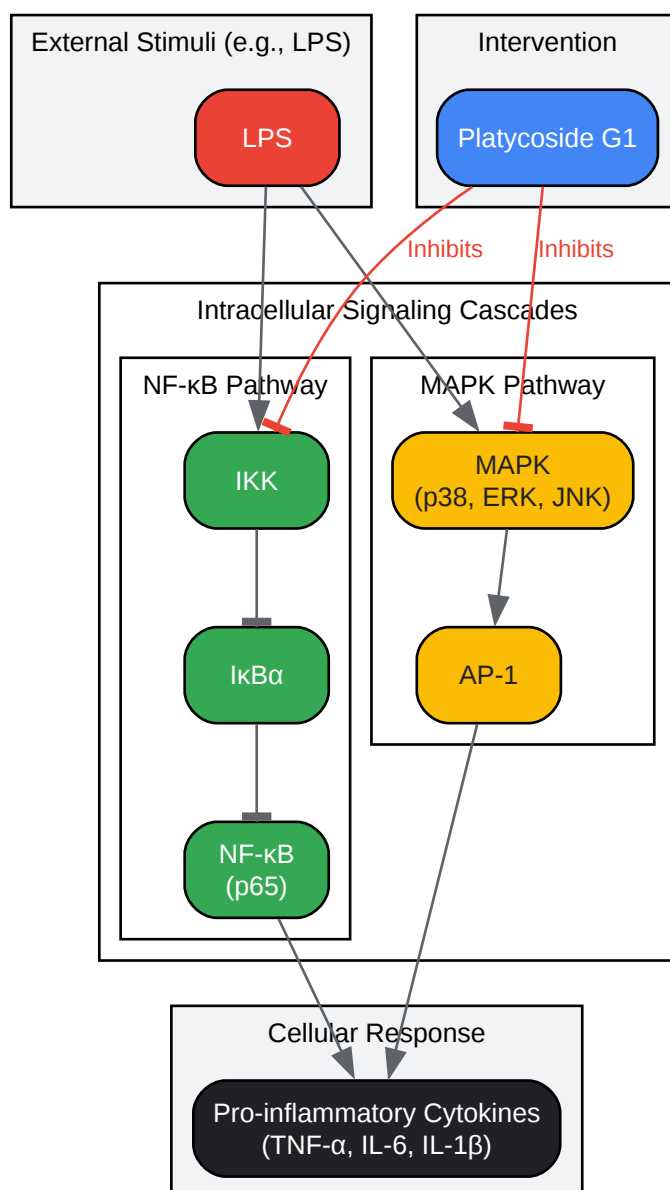 External Stimuli (e.g., LPS)
Intervention
LPS
Platycoside G1
Inhibits
Inhibits
Intracellular Signaling Cascades
NF-κB Pathway
MAPK Pathway
IKK
MAPK
(p38, ERK, JNK)
IκBα
AP-1
NF-κB
(p65)
Cellular Response
Pro-inflammatory Cytokines
(TNF-α, IL-6, IL-1β)